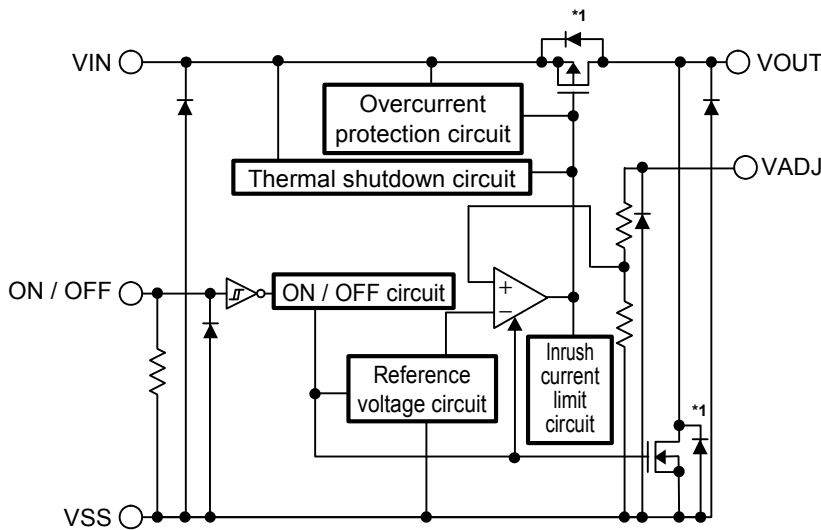 *1
VIN
VOUT
Overcurrent
protection circuit
Thermal shutdown circuit
VADJ
ON / OFF
ON / OFF circuit
+
−
Reference
voltage circuit
Inrush
current
limit
circuit
*1
VSS